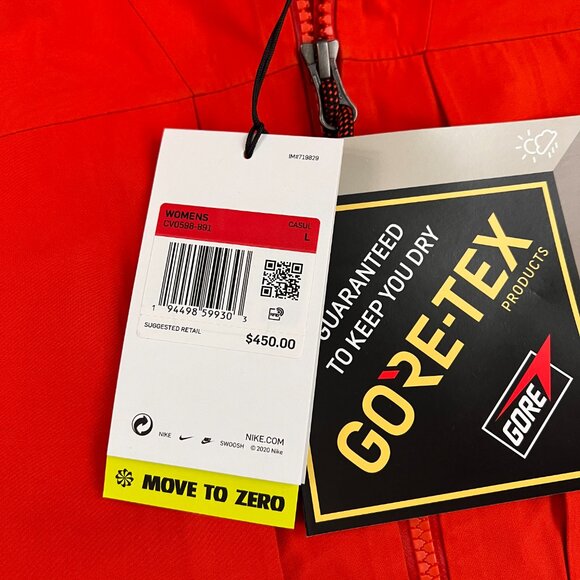 IM#719829
WOMENS CASUL
CV0598-891 L
1 94498 59930 3
SUGGESTED RETAIL $450.00
NIKE SWOOSH NIKE.COM
© 2020 Nike
MOVE TO ZERO
GUARANTEED
TO KEEP YOU DRY
GORE-TEX
PRODUCTS
GORE